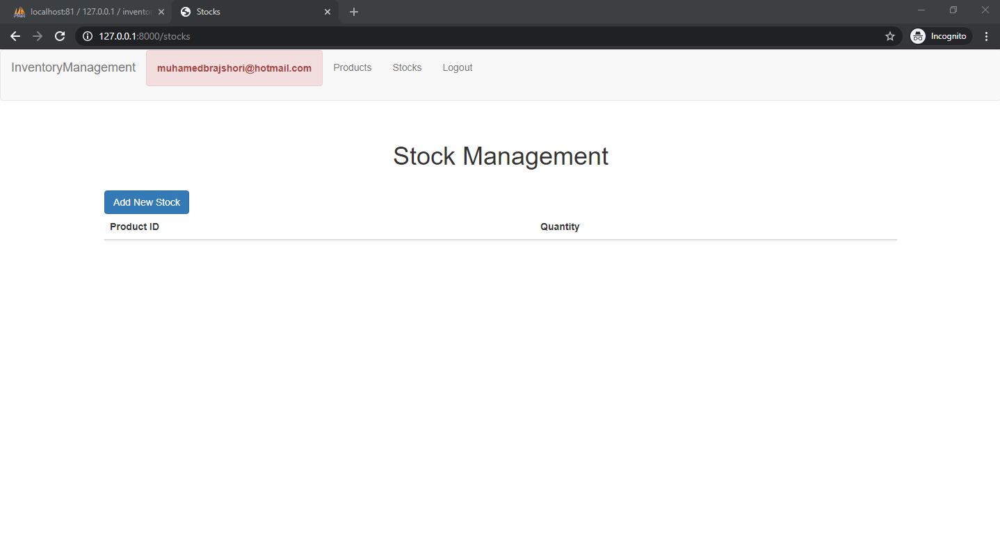 localhost:81 / 127.0.0.1 / invento
Stocks
127.0.0.1:8000/stocks
Incognito
InventoryManagement
muhamedbrajshori@hotmail.com
Products
Stocks
Logout
Stock Management
Add New Stock
Product ID
Quantity